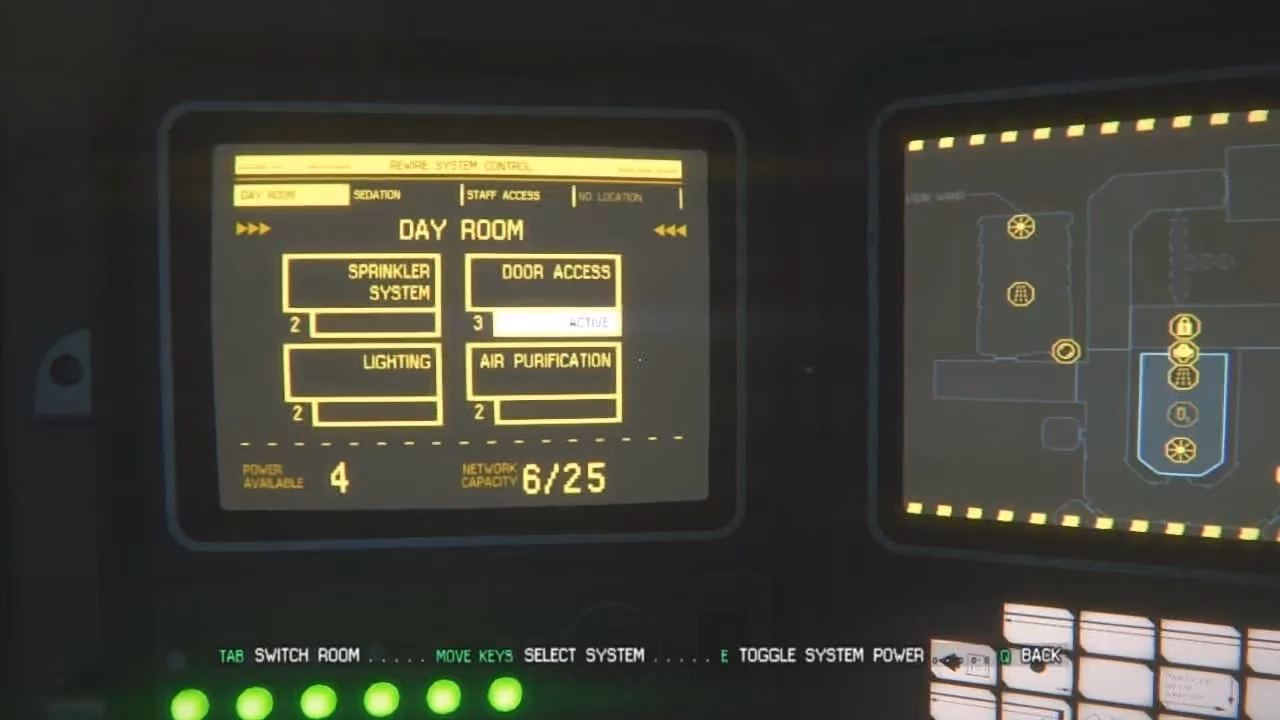 REWIRE SYSTEM CONTROL
DAY ROOM SEDATION STAFF ACCESS NO LOCATION
DAY ROOM
SPRINKLER SYSTEM
2
DOOR ACCESS
3 ACTIVE
LIGHTING
2
AIR PURIFICATION
2
POWER AVAILABLE 4
NETWORK CAPACITY 6/25
TAB SWITCH ROOM ..... MOVE KEYS SELECT SYSTEM ..... E TOGGLE SYSTEM POWER Q BACK